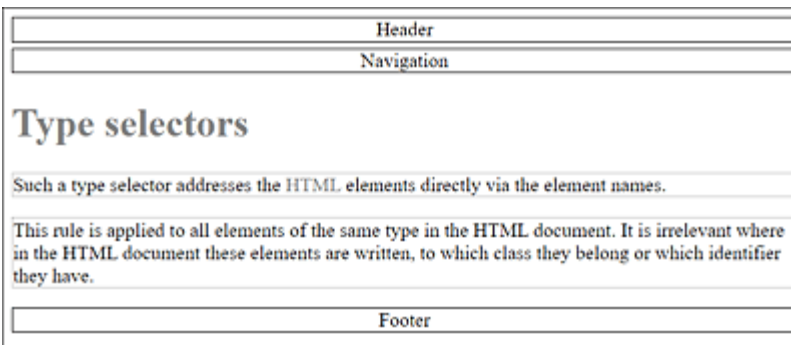 Header
Navigation
Type selectors
Such a type selector addresses the HTML elements directly via the element names.
This rule is applied to all elements of the same type in the HTML document. It is irrelevant where
in the HTML document these elements are written, to which class they belong or which identifier
they have.
Footer